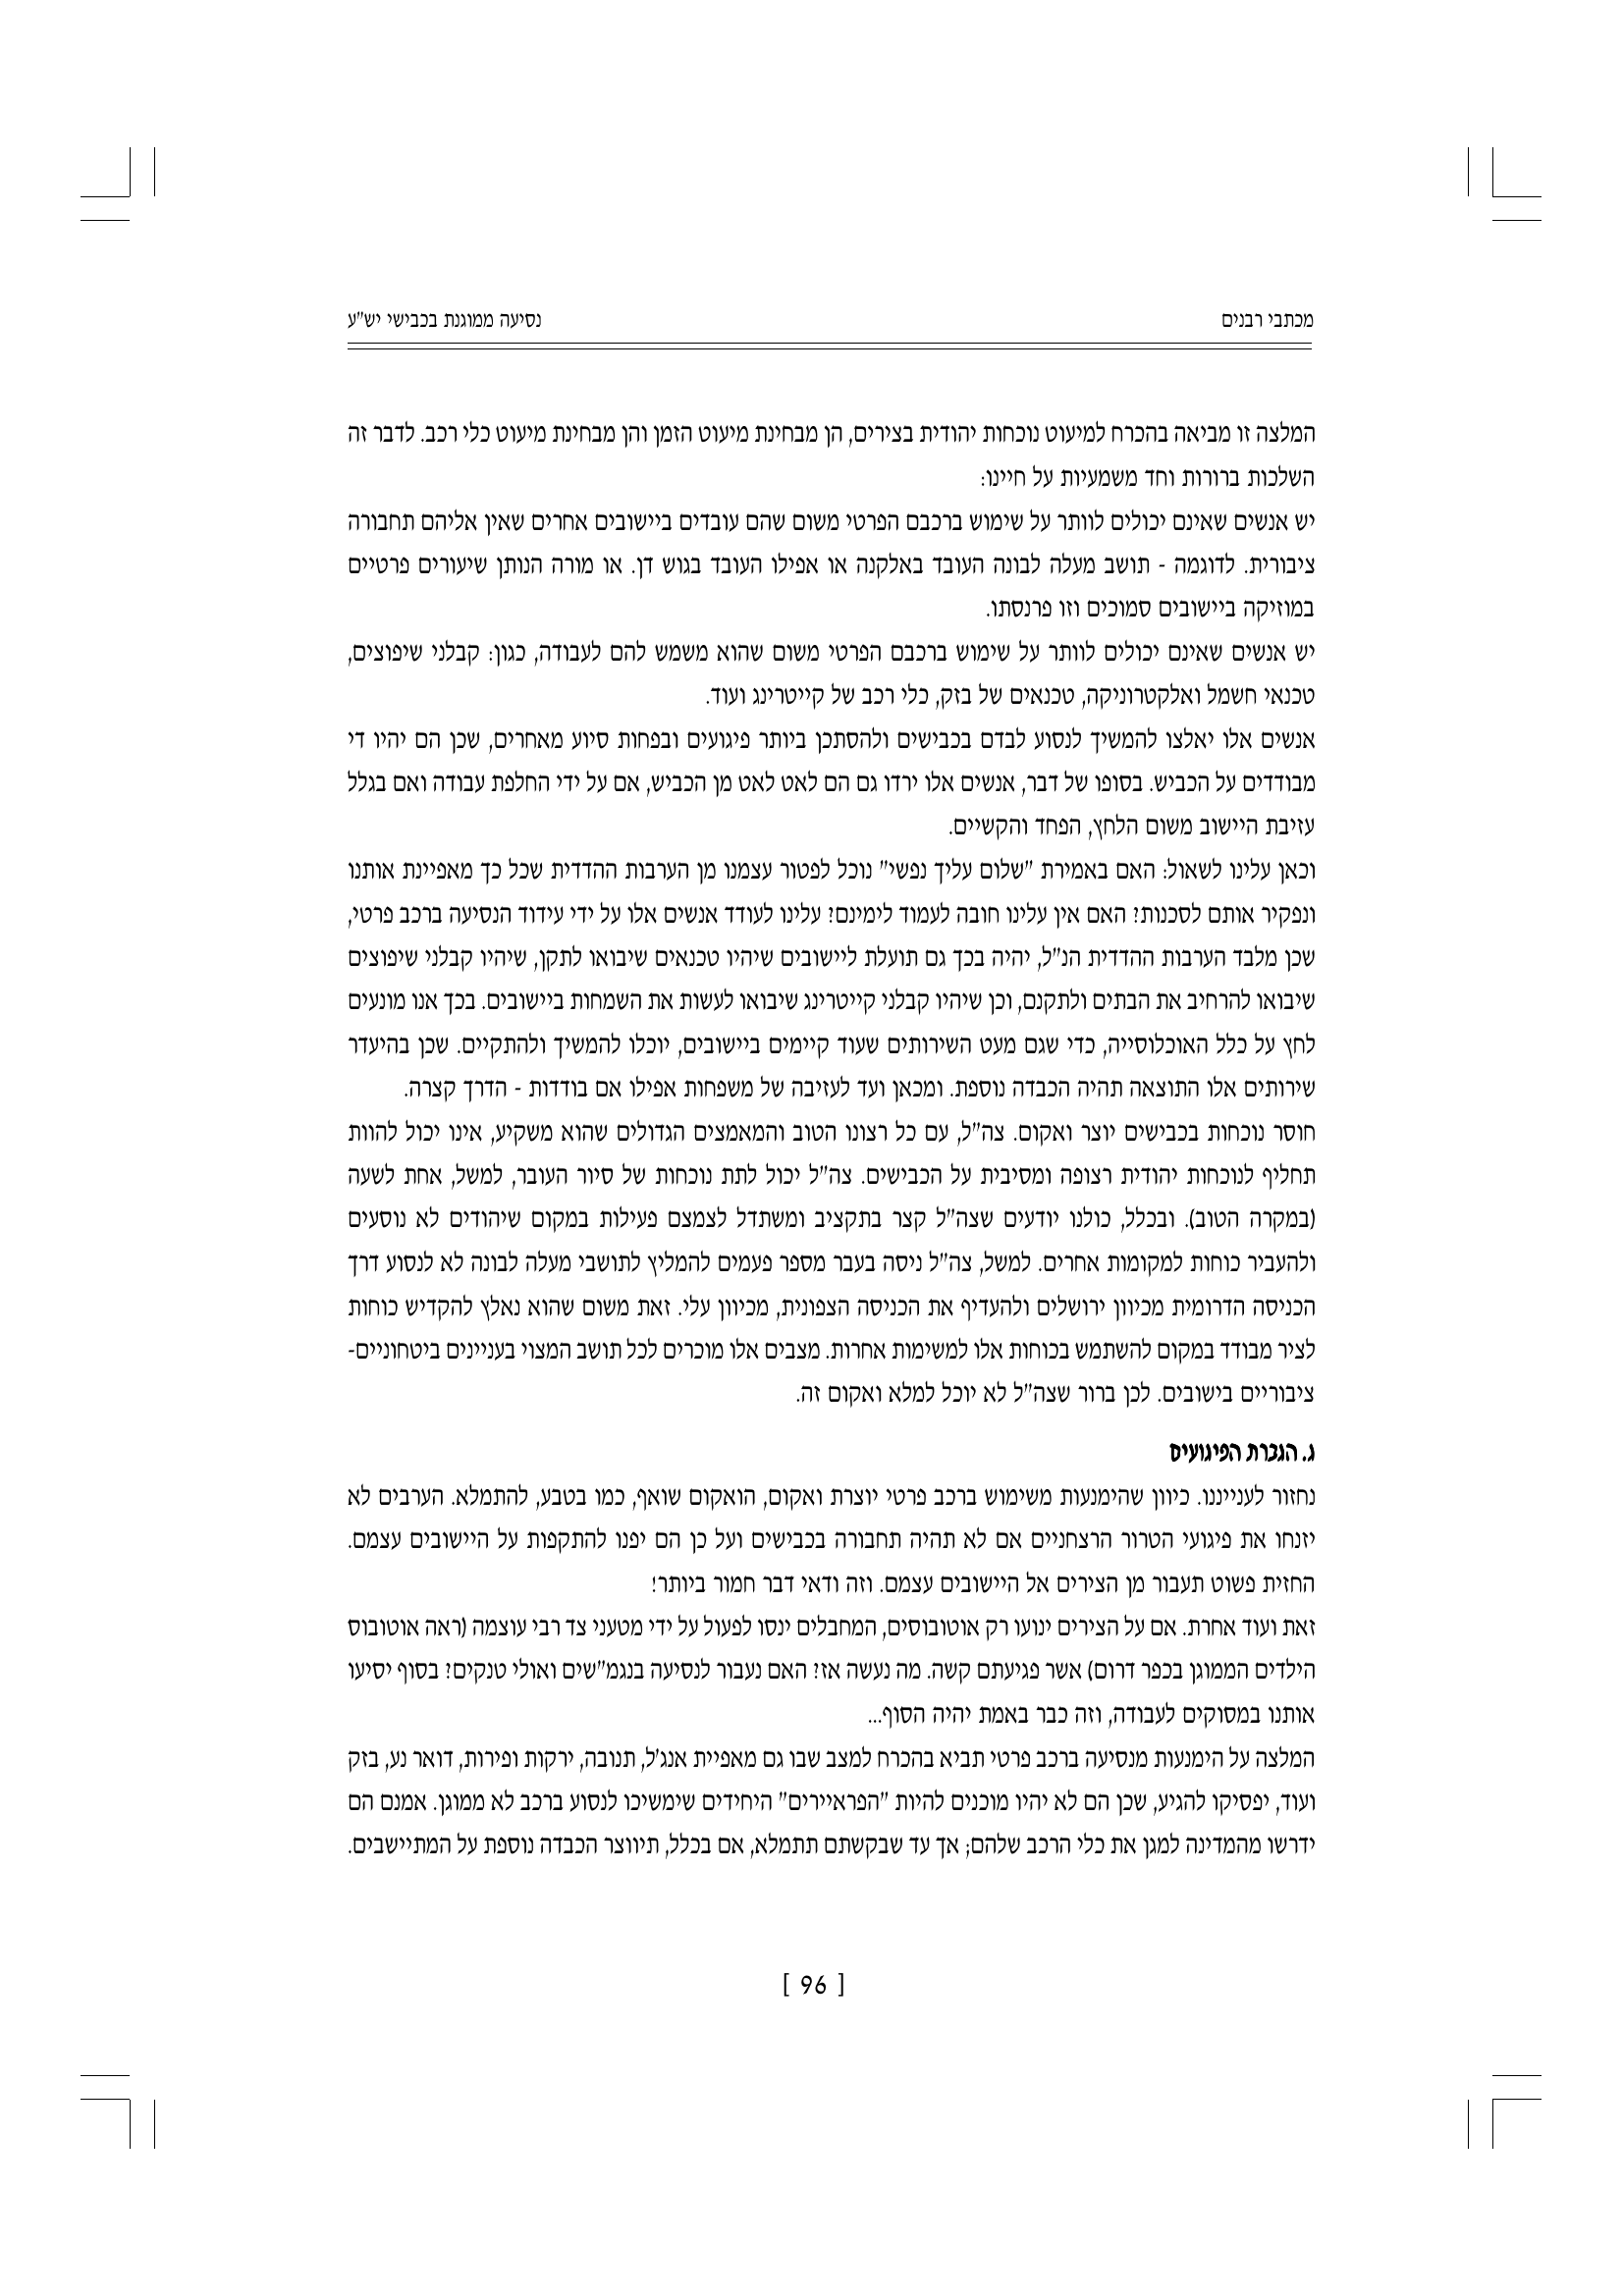 מכתבי רבנים
נסיעה ממוגנת בכבישי יש"ע
המלצה זו מביאה בהכרח למיעוט נוכחות יהודית בצירים, הן מבחינת מיעוט הזמן והן מבחינת מיעוט כלי רכב. לדבר זה
השלכות ברורות וחד משמעיות על חיינו:
יש אנשים שאינם יכולים לוותר על שימוש ברכבם הפרטי משום שהם עובדים ביישובים אחרים שאין אליהם תחבורה
ציבורית. לדוגמה - תושב מעלה לבונה העובד באלקנה או אפילו העובד בגוש דן. או מורה הנותן שיעורים פרטיים
במוזיקה ביישובים סמוכים וזו פרנסתו.
יש אנשים שאינם יכולים לוותר על שימוש ברכבם הפרטי משום שהוא משמש להם לעבודה, כגון: קבלני שיפוצים,
טכנאי חשמל ואלקטרוניקה, טכנאים של בזק, כלי רכב של קייטרינג ועוד.
אנשים אלו יאלצו להמשיך לנסוע לבדם בכבישים ולהסתכן ביותר פיגועים ובפחות סיוע מאחרים, שכן הם יהיו די
מבודדים על הכביש. בסופו של דבר, אנשים אלו ירדו גם הם לאט לאט מן הכביש, אם על ידי החלפת עבודה ואם בגלל
עזיבת היישוב משום הלחץ, הפחד והקשיים.
וכאן עלינו לשאול: האם באמירת "שלום עליך נפשי" נוכל לפטור עצמנו מן הערבות ההדדית שכל כך מאפיינת אותנו
ונפקיר אותם לסכנות? האם אין עלינו חובה לעמוד לימינם? עלינו לעודד אנשים אלו על ידי עידוד הנסיעה ברכב פרטי,
שכן מלבד הערבות ההדדית הנ"ל, יהיה בכך גם תועלת ליישובים שיהיו טכנאים שיבואו לתקן, שיהיו קבלני שיפוצים
שיבואו להרחיב את הבתים ולתקנם, וכן שיהיו קבלני קייטרינג שיבואו לעשות את השמחות ביישובים. בכך אנו מונעים
לחץ על כלל האוכלוסייה, כדי שגם מעט השירותים שעוד קיימים ביישובים, יוכלו להמשיך ולהתקיים. שכן בהיעדר
שירותים אלו התוצאה תהיה הכבדה נוספת. ומכאן ועד לעזיבה של משפחות אפילו אם בודדות - הדרך קצרה.
חוסר נוכחות בכבישים יוצר ואקום. צה"ל, עם כל רצונו הטוב והמאמצים הגדולים שהוא משקיע, אינו יכול להוות
תחליף לנוכחות יהודית רצופה ומסיבית על הכבישים. צה"ל יכול לתת נוכחות של סיור העובר, למשל, אחת לשעה
(במקרה הטוב). ובכלל, כולנו יודעים שצה"ל קצר בתקציב ומשתדל לצמצם פעילות במקום שיהודים לא נוסעים
ולהעביר כוחות למקומות אחרים. למשל, צה"ל ניסה בעבר מספר פעמים להמליץ לתושבי מעלה לבונה לא לנסוע דרך
הכניסה הדרומית מכיוון ירושלים ולהעדיף את הכניסה הצפונית, מכיוון עלי. זאת משום שהוא נאלץ להקדיש כוחות
לציר מבודד במקום להשתמש בכוחות אלו למשימות אחרות. מצבים אלו מוכרים לכל תושב המצוי בעניינים ביטחוניים-
ציבוריים בישובים. לכן ברור שצה"ל לא יוכל למלא ואקום זה.
ג. הגברת הפיגועים
נחזור לענייננו. כיוון שהימנעות משימוש ברכב פרטי יוצרת ואקום, הואקום שואף, כמו בטבע, להתמלא. הערבים לא
יזנחו את פיגועי הטרור הרצחניים אם לא תהיה תחבורה בכבישים ועל כן הם יפנו להתקפות על היישובים עצמם.
החזית פשוט תעבור מן הצירים אל היישובים עצמם. וזה ודאי דבר חמור ביותר!
זאת ועוד אחרת. אם על הצירים ינועו רק אוטובוסים, המחבלים ינסו לפעול על ידי מטעני צד רבי עוצמה (ראה אוטובוס
הילדים הממוגן בכפר דרום) אשר פגיעתם קשה. מה נעשה אז? האם נעבור לנסיעה בנגמ"שים ואולי טנקים? בסוף יסיעו
אותנו במסוקים לעבודה, וזה כבר באמת יהיה הסוף...
המלצה על הימנעות מנסיעה ברכב פרטי תביא בהכרח למצב שבו גם מאפיית אנג'ל, תנובה, ירקות ופירות, דואר נע, בזק
ועוד, יפסיקו להגיע, שכן הם לא יהיו מוכנים להיות "הפראיירים" היחידים שימשיכו לנסוע ברכב לא ממוגן. אמנם הם
ידרשו מהמדינה למגן את כלי הרכב שלהם; אך עד שבקשתם תתמלא, אם בכלל, תיווצר הכבדה נוספת על המתיישבים.
[ 96 ]